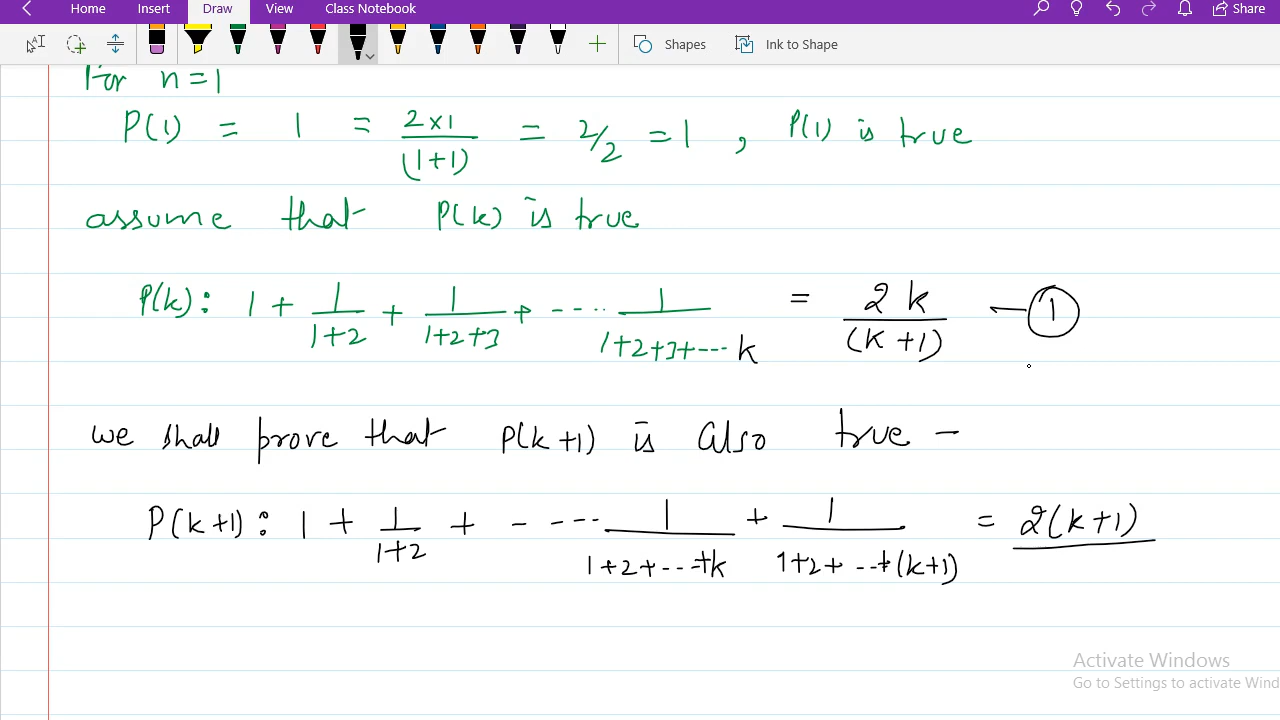 Home Insert Draw View Class Notebook Share
Shapes Ink to Shape
For n = 1
P(1) = 1 = 2×1/(1+1) = 2/2 = 1 , P(1) is true
assume that P(k) is true
P(k) : 1 + 1/(1+2) + 1/(1+2+3) + ..... 1/(1+2+3+.... k) = 2k/(k+1) ← ①
we shall prove that P(k+1) is also true –
P(k+1) : 1 + 1/(1+2) + ..... 1/(1+2+...+k) + 1/(1+2+...+(k+1)) = 2(k+1)
Activate Windows
Go to Settings to activate Wind